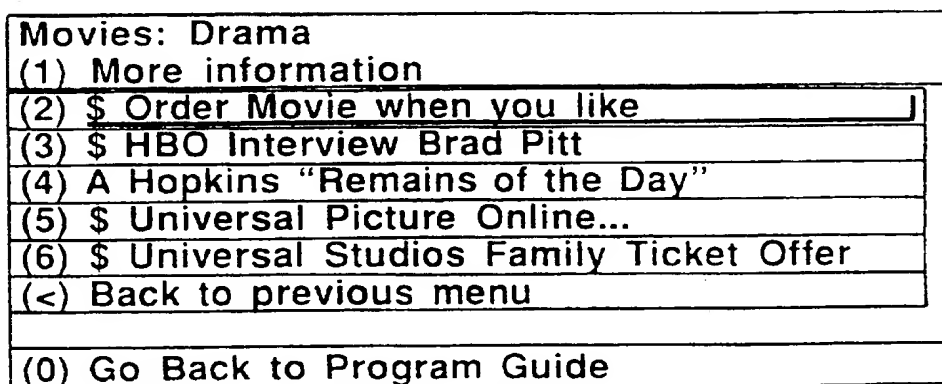 Movies: Drama
(1) More information
(2) $ Order Movie when you like
(3) $ HBO Interview Brad Pitt
(4) A Hopkins "Remains of the Day"
(5) $ Universal Picture Online...
(6) $ Universal Studios Family Ticket Offer
(<) Back to previous menu
(0) Go Back to Program Guide